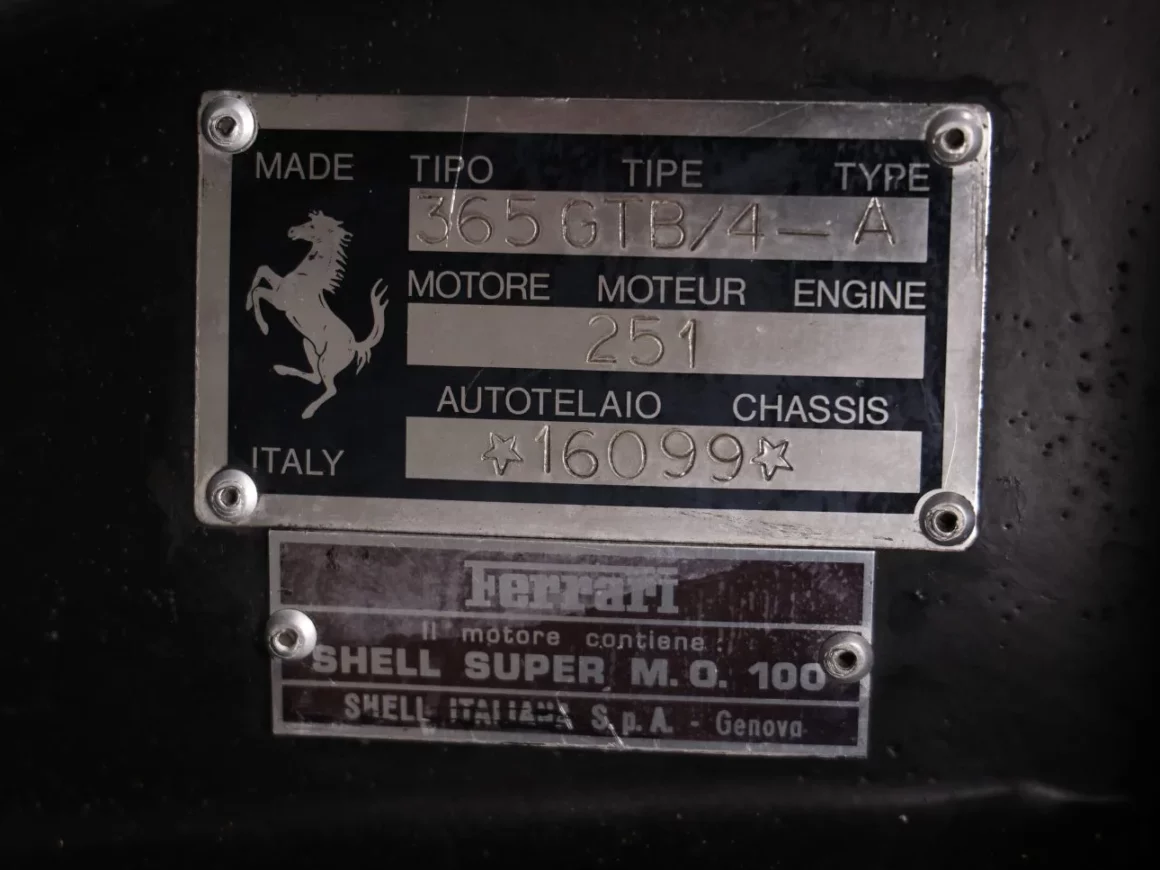 MADE TIPO TIPE TYPE
365 GTB/4 — A
MOTORE MOTEUR ENGINE
251
AUTOTELAIO CHASSIS
ITALY ☆16099☆
Ferrari
Il motore contiene:
SHELL SUPER M. O. 100
SHELL ITALIANA S.p.A. - Genova